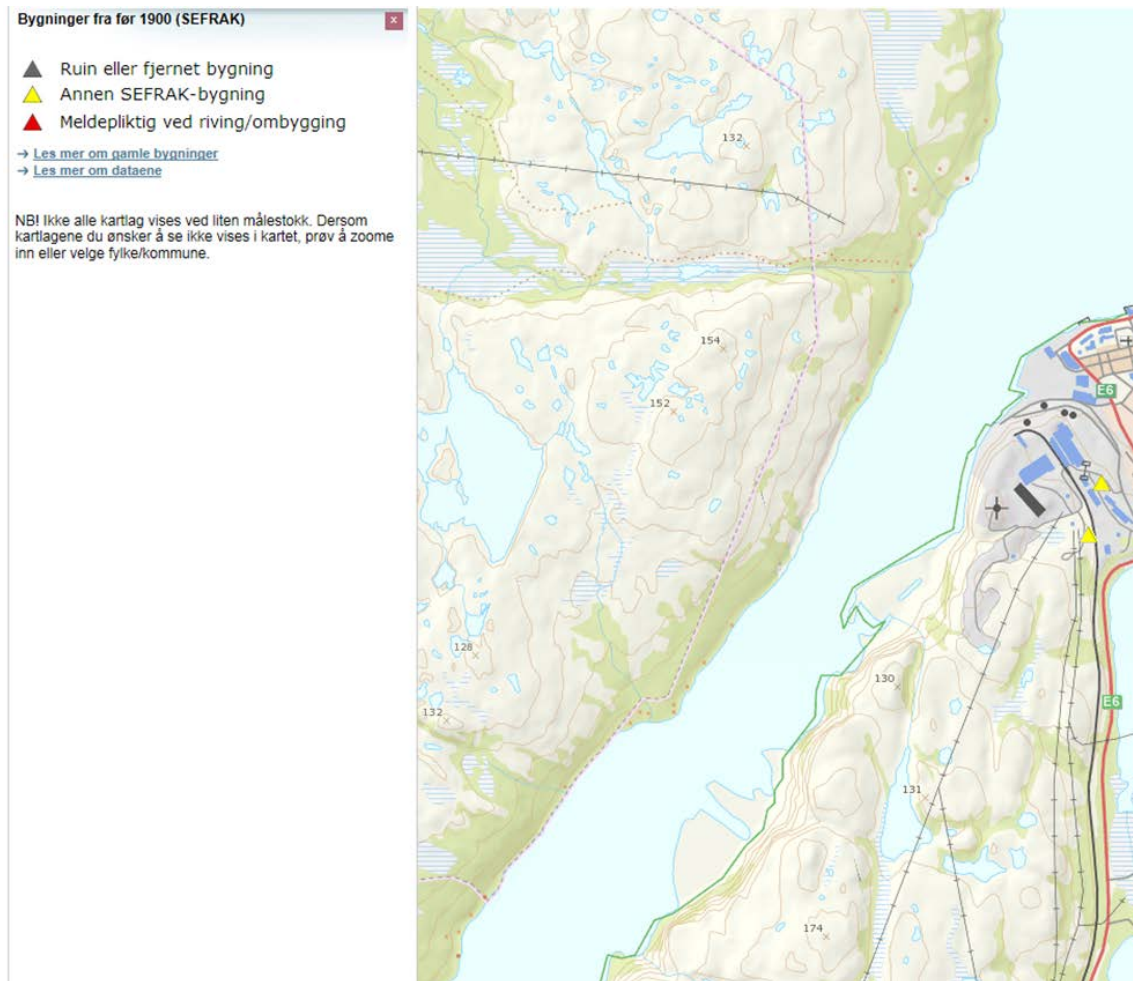 Bygninger fra før 1900 (SEFRAK)
x
Ruin eller fjernet bygning
Annen SEFRAK-bygning
Meldepliktig ved riving/ombygging
→ Les mer om gamle bygninger
→ Les mer om dataene
NB! Ikke alle kartlag vises ved liten målestokk. Dersom
kartlagene du ønsker å se ikke vises i kartet, prøv å zoome
inn eller velge fylke/kommune.
132
154
E6
152
128
130
E6
132
131
174